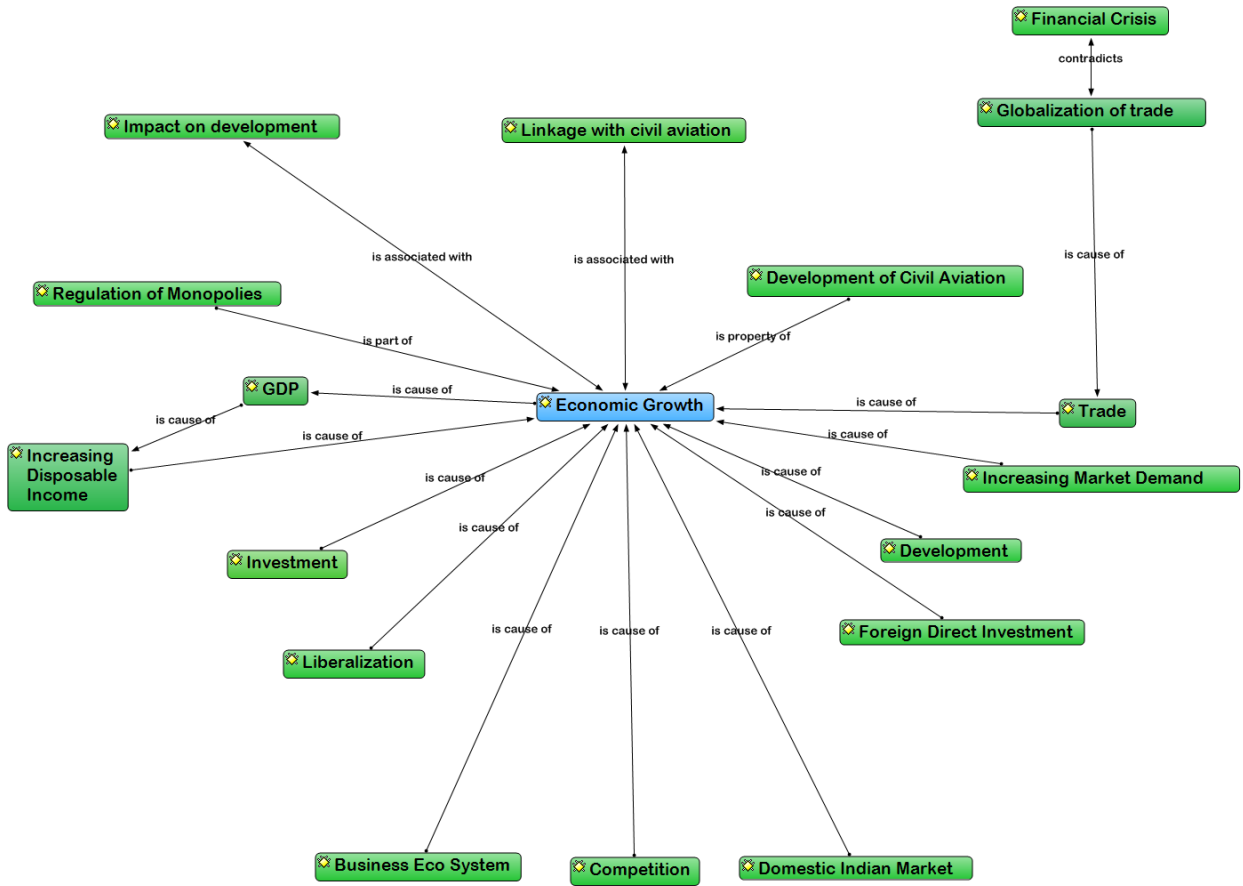 Financial Crisis
contradicts
Globalization of trade
Impact on development
Linkage with civil aviation
is associated with
is associated with
is cause of
Development of Civil Aviation
Regulation of Monopolies
is part of
is property of
GDP
is cause of
Economic Growth
is cause of
Trade
is cause of
is cause of
is cause of
Increasing
Disposable
Income
is cause of
is cause of
Increasing Market Demand
is cause of
is cause of
Investment
Development
is cause of
is cause of
is cause of
Foreign Direct Investment
Liberalization
Business Eco System
Competition
Domestic Indian Market